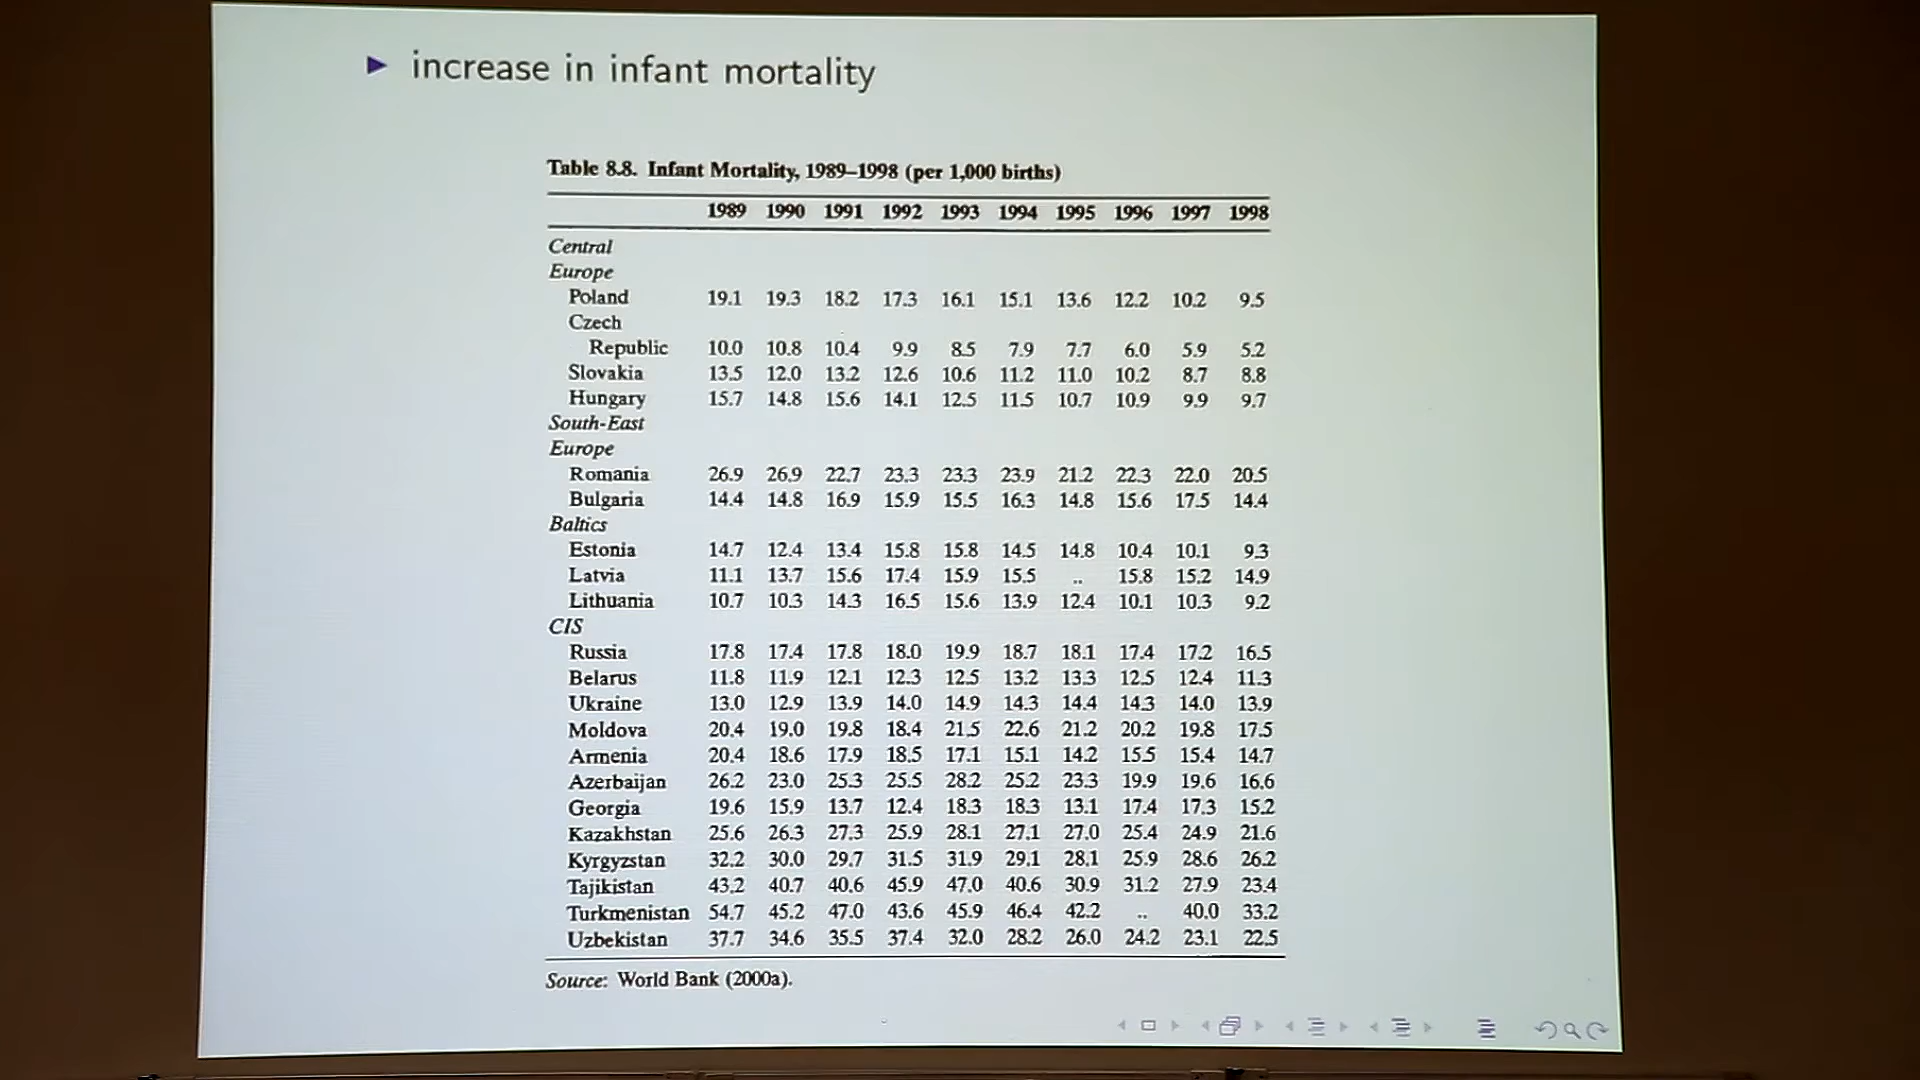 increase in infant mortality
Table 8.8. Infant Mortality, 1989–1998 (per 1,000 births)
1989 1990 1991 1992 1993 1994 1995 1996 1997 1998
Central
Europe
Poland 19.1 19.3 18.2 17.3 16.1 15.1 13.6 12.2 10.2 9.5
Czech
Republic 10.0 10.8 10.4 9.9 8.5 7.9 7.7 6.0 5.9 5.2
Slovakia 13.5 12.0 13.2 12.6 10.6 11.2 11.0 10.2 8.7 8.8
Hungary 15.7 14.8 15.6 14.1 12.5 11.5 10.7 10.9 9.9 9.7
South-East
Europe
Romania 26.9 26.9 22.7 23.3 23.3 23.9 21.2 22.3 22.0 20.5
Bulgaria 14.4 14.8 16.9 15.9 15.5 16.3 14.8 15.6 17.5 14.4
Baltics
Estonia 14.7 12.4 13.4 15.8 15.8 14.5 14.8 10.4 10.1 9.3
Latvia 11.1 13.7 15.6 17.4 15.9 15.5 .. 15.8 15.2 14.9
Lithuania 10.7 10.3 14.3 16.5 15.6 13.9 12.4 10.1 10.3 9.2
CIS
Russia 17.8 17.4 17.8 18.0 19.9 18.7 18.1 17.4 17.2 16.5
Belarus 11.8 11.9 12.1 12.3 12.5 13.2 13.3 12.5 12.4 11.3
Ukraine 13.0 12.9 13.9 14.0 14.9 14.3 14.4 14.3 14.0 13.9
Moldova 20.4 19.0 19.8 18.4 21.5 22.6 21.2 20.2 19.8 17.5
Armenia 20.4 18.6 17.9 18.5 17.1 15.1 14.2 15.5 15.4 14.7
Azerbaijan 26.2 23.0 25.3 25.5 28.2 25.2 23.3 19.9 19.6 16.6
Georgia 19.6 15.9 13.7 12.4 18.3 18.3 13.1 17.4 17.3 15.2
Kazakhstan 25.6 26.3 27.3 25.9 28.1 27.1 27.0 25.4 24.9 21.6
Kyrgyzstan 32.2 30.0 29.7 31.5 31.9 29.1 28.1 25.9 28.6 26.2
Tajikistan 43.2 40.7 40.6 45.9 47.0 40.6 30.9 31.2 27.9 23.4
Turkmenistan 54.7 45.2 47.0 43.6 45.9 46.4 42.2 .. 40.0 33.2
Uzbekistan 37.7 34.6 35.5 37.4 32.0 28.2 26.0 24.2 23.1 22.5
Source: World Bank (2000a).